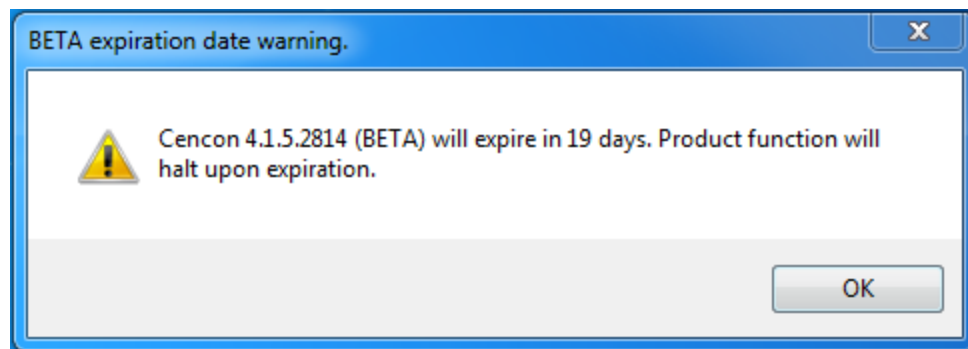 BETA expiration date warning.
Cencon 4.1.5.2814 (BETA) will expire in 19 days. Product function will
halt upon expiration.
OK